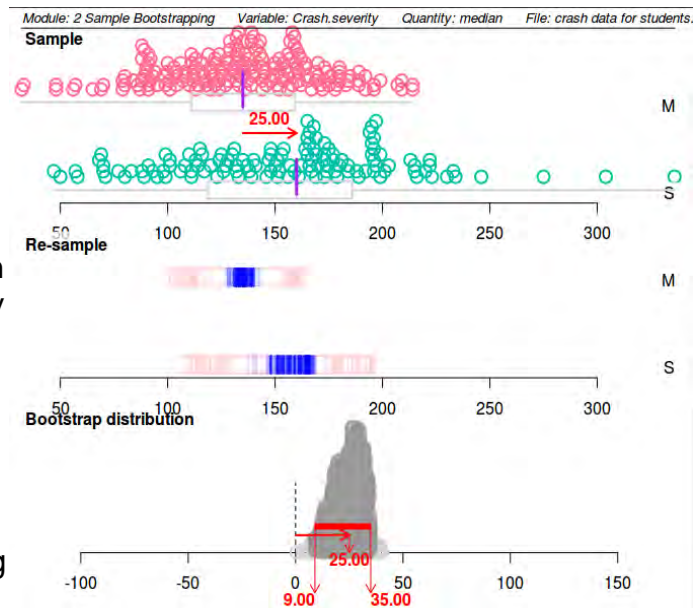 Module: 2 Sample Bootstrapping Variable: Crash.severity Quantity: median File: crash data for students.
Sample
M
25.00
S
50 100 150 200 250 300
Re-sample
M
S
50 100 150 200 250 300
Bootstrap distribution
25.00
-100 -50 0 50 100 150
9.00 35.00